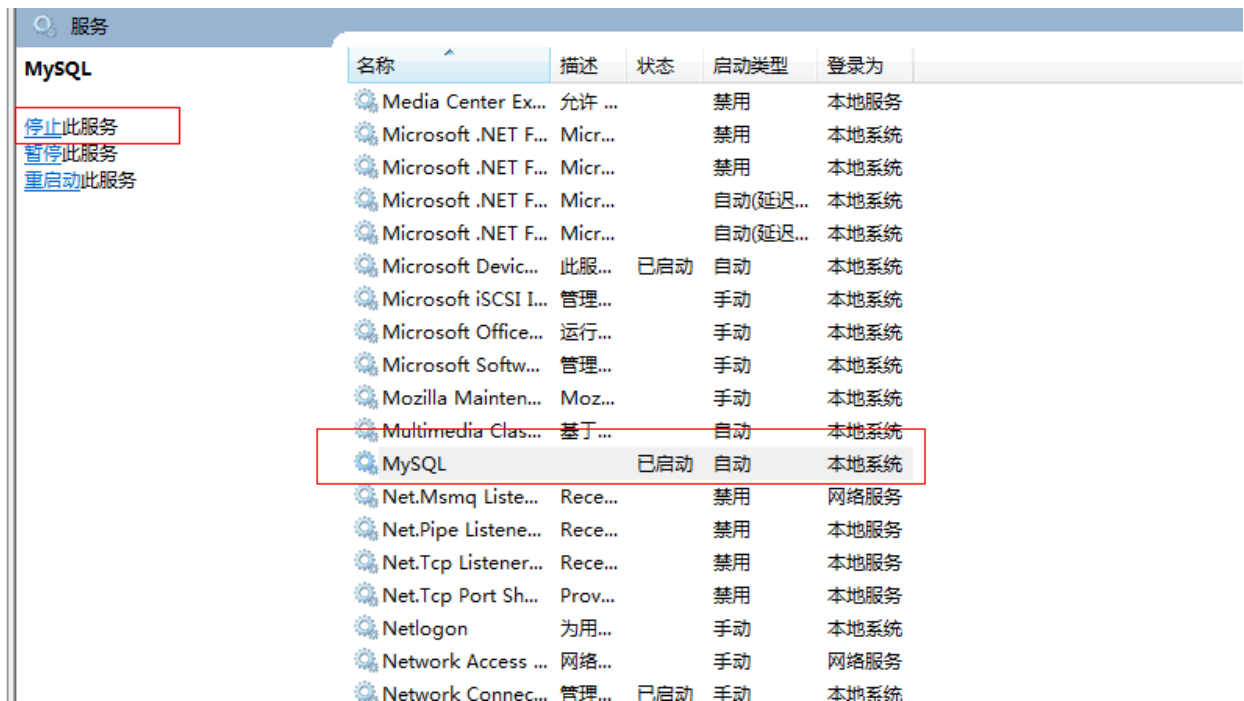 服务
MySQL
停止此服务
暂停此服务
重启动此服务
名称 描述 状态 启动类型 登录为
Media Center Ex... 允许 ... 禁用 本地服务
Microsoft .NET F... Micr... 禁用 本地系统
Microsoft .NET F... Micr... 禁用 本地系统
Microsoft .NET F... Micr... 自动(延迟... 本地系统
Microsoft .NET F... Micr... 自动(延迟... 本地系统
Microsoft Devic... 此服... 已启动 自动 本地系统
Microsoft iSCSI I... 管理... 手动 本地系统
Microsoft Office... 运行... 手动 本地系统
Microsoft Softw... 管理... 手动 本地系统
Mozilla Mainten... Moz... 手动 本地系统
Multimedia Clas... 基于... 自动 本地系统
MySQL 已启动 自动 本地系统
Net.Msmq Liste... Rece... 禁用 网络服务
Net.Pipe Listene... Rece... 禁用 本地服务
Net.Tcp Listener... Rece... 禁用 本地服务
Net.Tcp Port Sh... Prov... 禁用 本地服务
Netlogon 为用... 手动 本地系统
Network Access ... 网络... 手动 网络服务
Network Connec... 管理... 已启动 手动 本地系统